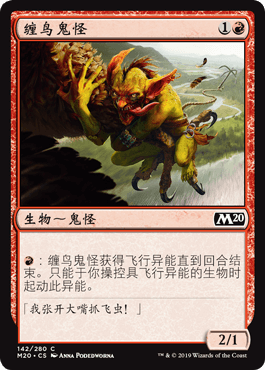 缠鸟鬼怪 1
生物～鬼怪 M20
：缠鸟鬼怪获得飞行异能直到回合结
束。只能于你操控具飞行异能的生物时
起动此异能。
「我张开大嘴抓飞虫！」
2/1
142/280 C
M20 • CS ANNA PODEDWORNA
™ & © 2019 Wizards of the Coast